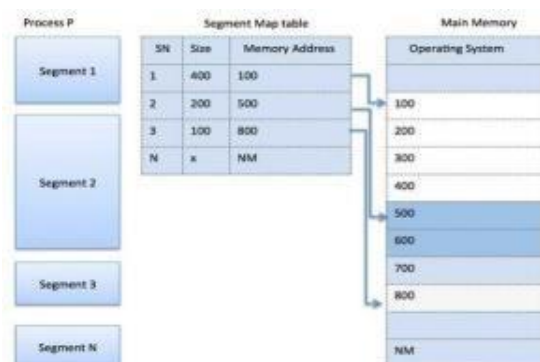 Process P
Segment 1
Segment 2
Segment 3
Segment N
Segment Map table
SN Size Memory Address
1 400 100
2 200 500
3 100 800
N x NM
Main Memory
Operating System
100
200
300
400
500
600
700
800
NM